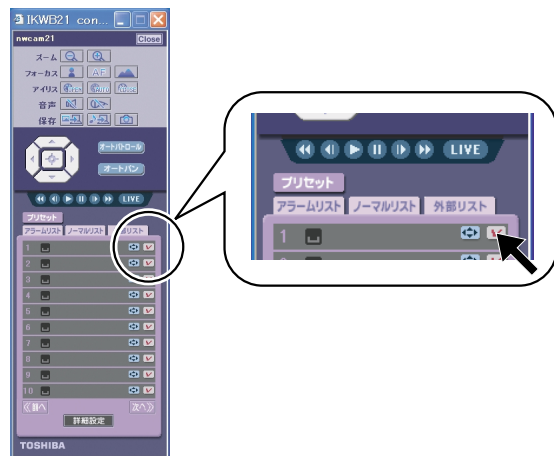 IKWB21 con...
nwcam21 Close
ズーム
フォーカス AF
アイリス
音声
保存
オートパトロール
オートパン
LIVE
プリセット
アラームリスト ノーマルリスト 外部リスト
1
2
3
4
5
6
7
8
9
10
≪前へ 次へ≫
詳細設定
TOSHIBA
LIVE
プリセット
アラームリスト ノーマルリスト 外部リスト
1